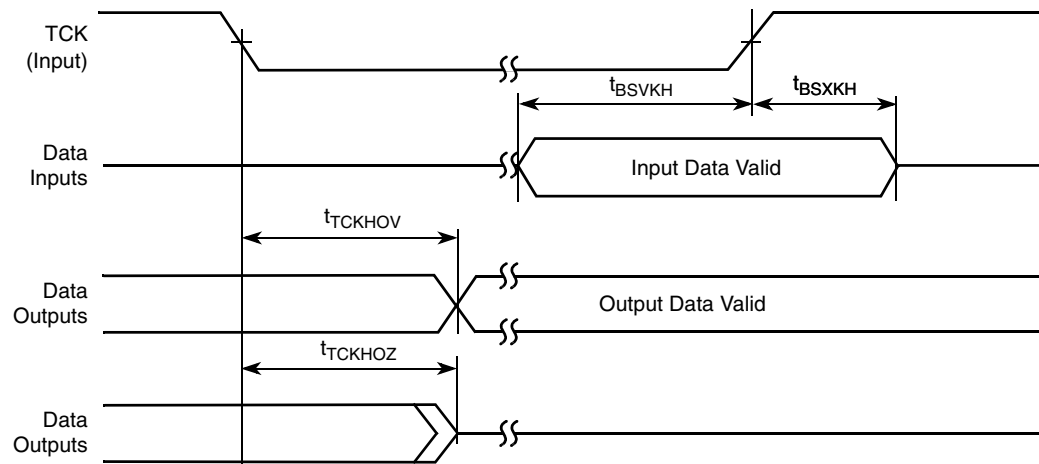 TCK
(Input)
tBSVKH
tBSXKH
Data
Inputs
Input Data Valid
tTCKHOV
Data
Outputs
Output Data Valid
tTCKHOZ
Data
Outputs